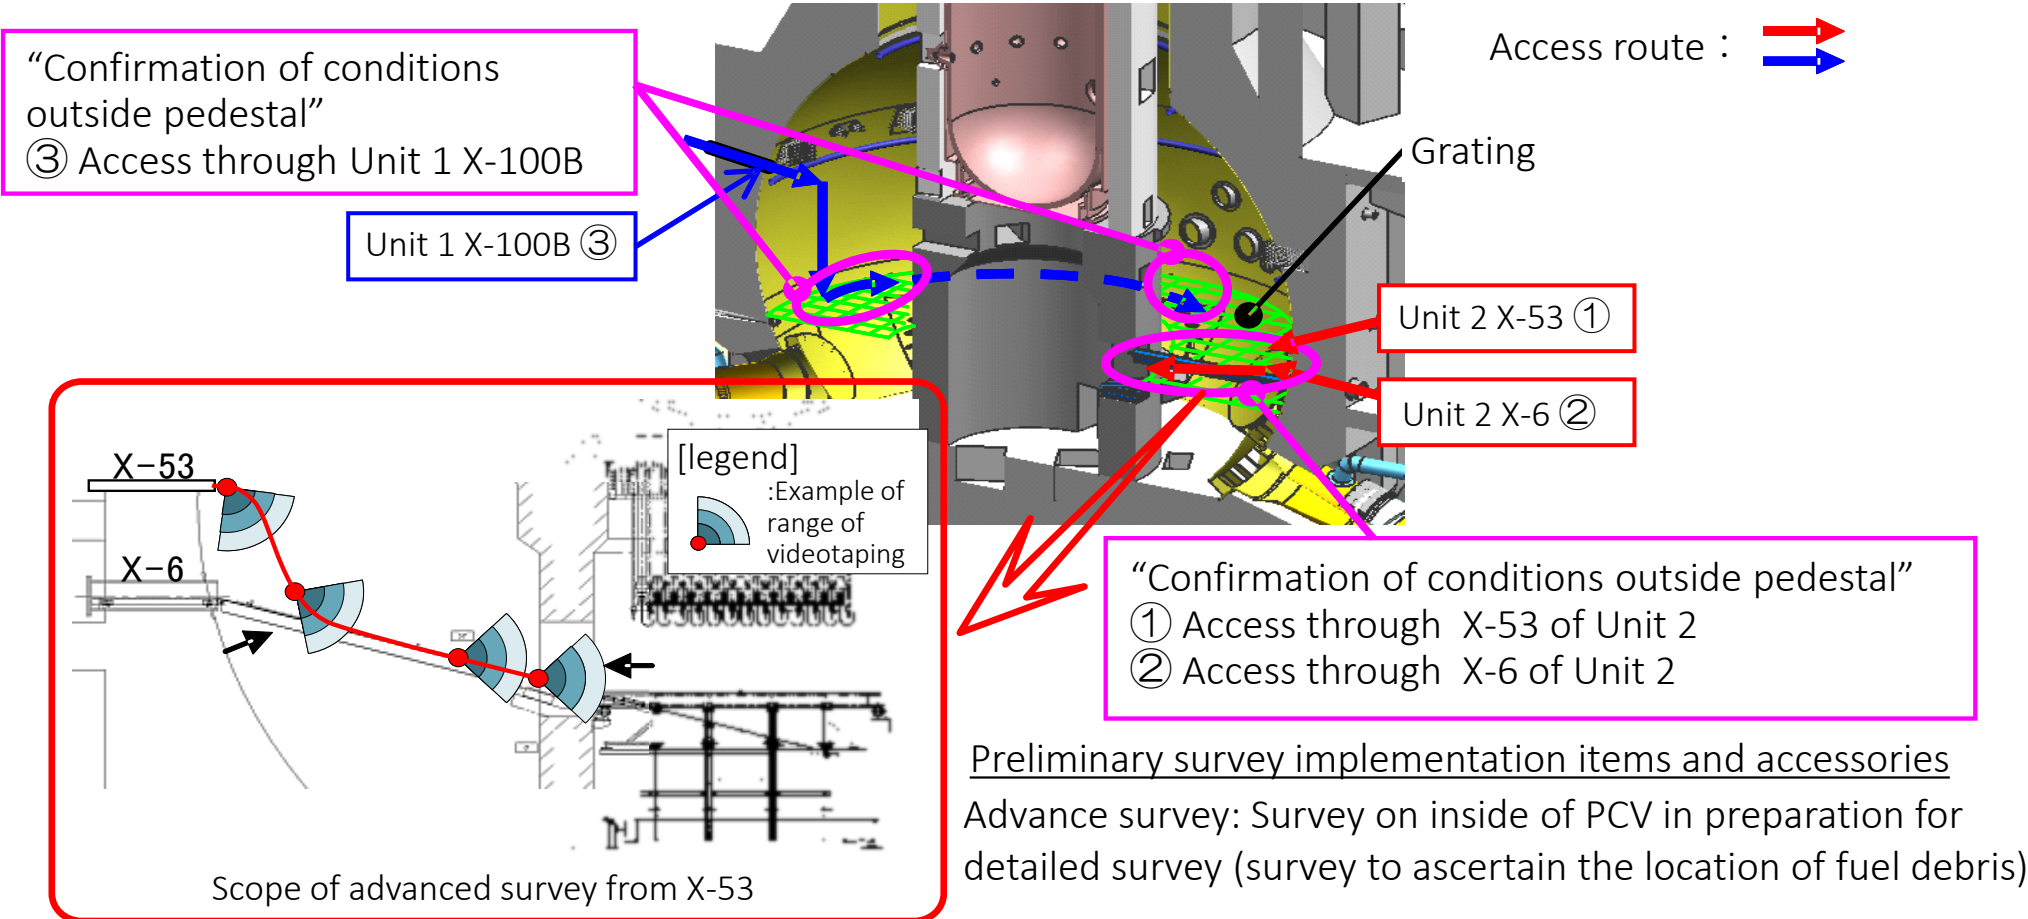 “Confirmation of conditions
outside pedestal”
③ Access through Unit 1 X-100B
Unit 1 X-100B ③
Access route :
Grating
Unit 2 X-53 ①
Unit 2 X-6 ②
X-53
X-6
[legend]
:Example of
range of
videotaping
Scope of advanced survey from X-53
“Confirmation of conditions outside pedestal”
① Access through X-53 of Unit 2
② Access through X-6 of Unit 2
Preliminary survey implementation items and accessories
Advance survey: Survey on inside of PCV in preparation for
detailed survey (survey to ascertain the location of fuel debris)